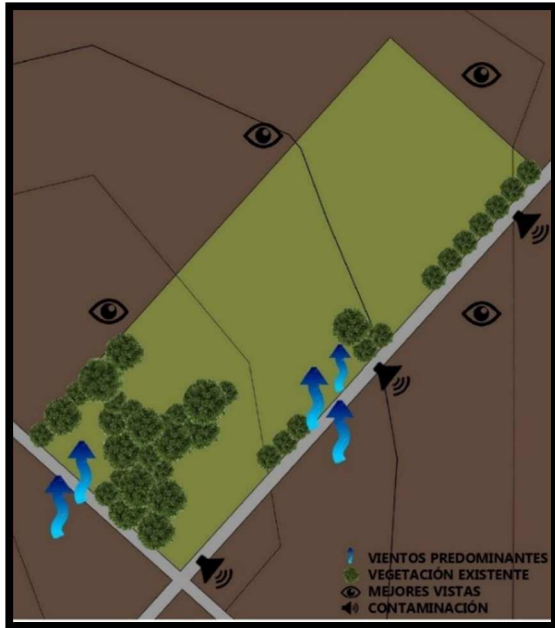 VIENTOS PREDOMINANTES
VEGETACIÓN EXISTENTE
MEJORES VISTAS
CONTAMINACIÓN